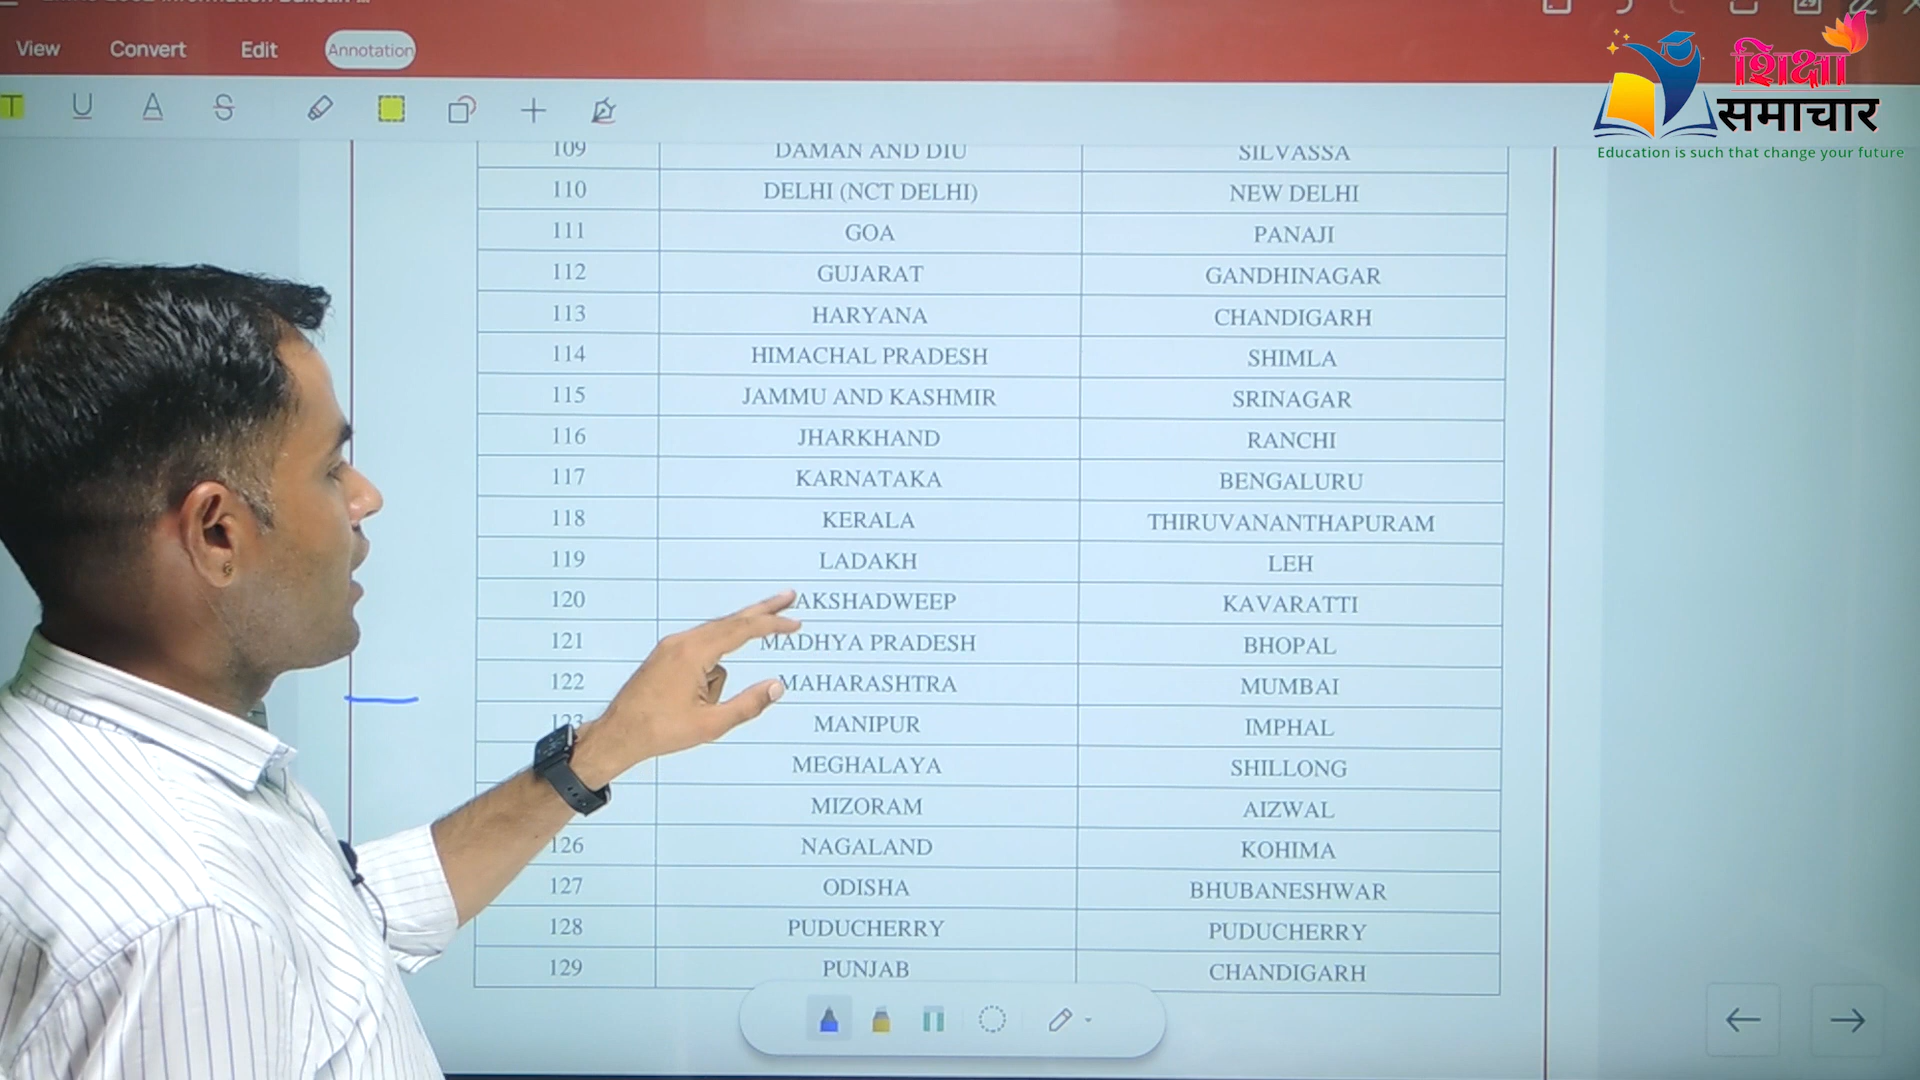 View Convert Edit Annotation
T U A S
शिक्षा
समाचार
Education is such that change your future
109 DAMAN AND DIU SILVASSA
110 DELHI (NCT DELHI) NEW DELHI
111 GOA PANAJI
112 GUJARAT GANDHINAGAR
113 HARYANA CHANDIGARH
114 HIMACHAL PRADESH SHIMLA
115 JAMMU AND KASHMIR SRINAGAR
116 JHARKHAND RANCHI
117 KARNATAKA BENGALURU
118 KERALA THIRUVANANTHAPURAM
119 LADAKH LEH
120 LAKSHADWEEP KAVARATTI
121 MADHYA PRADESH BHOPAL
122 MAHARASHTRA MUMBAI
123 MANIPUR IMPHAL
MEGHALAYA SHILLONG
MIZORAM AIZWAL
126 NAGALAND KOHIMA
127 ODISHA BHUBANESHWAR
128 PUDUCHERRY PUDUCHERRY
129 PUNJAB CHANDIGARH